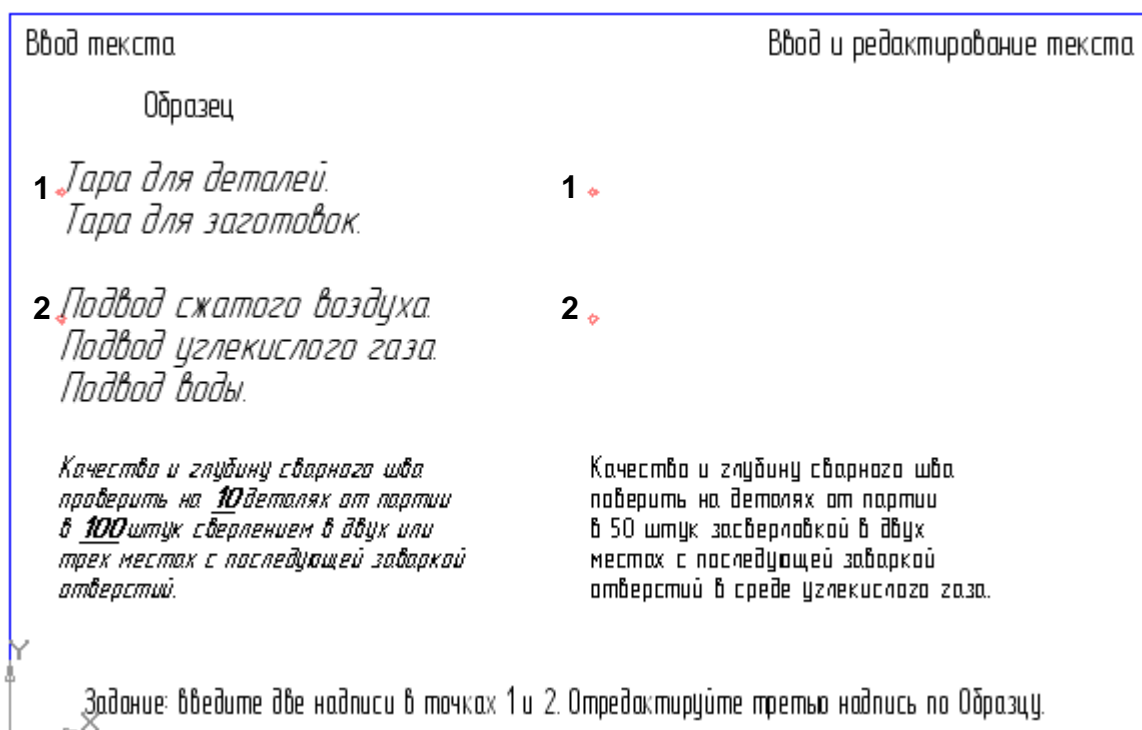 Ввод текста
Ввод и редактирование текста
Образец
1 Тара для деталей.
Тара для заготовок.
1
2 Подвод сжатого воздуха.
Подвод углекислого газа.
Подвод воды.
2
Качество и глубину сварного шва
проверить на 10 деталях от партии
в 100 штук сверлением в двух или
трех местах с последующей заваркой
отверстий.
Качество и глубину сварного шва
поверить на деталях от партии
в 50 штук засверловкой в двух
местах с последующей заваркой
отверстий в среде углекислого газа.
Y
X
Задание: введите две надписи в точках 1 и 2. Отредактируйте третью надпись по Образцу.